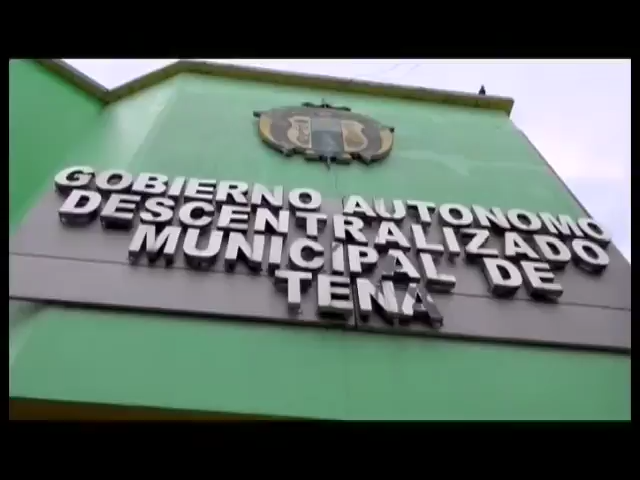 GOBIERNO AUTONOMO
DESCENTRALIZADO
MUNICIPAL DE
TENA